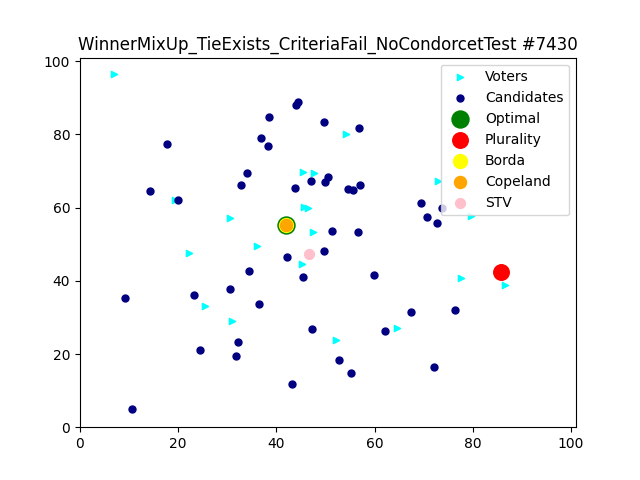 WinnerMixUp_TieExists_CriteriaFail_NoCondorcetTest #7430
100
80
60
40
20
0
0
20
40
60
80
100
Voters
Candidates
Optimal
Plurality
Borda
Copeland
STV